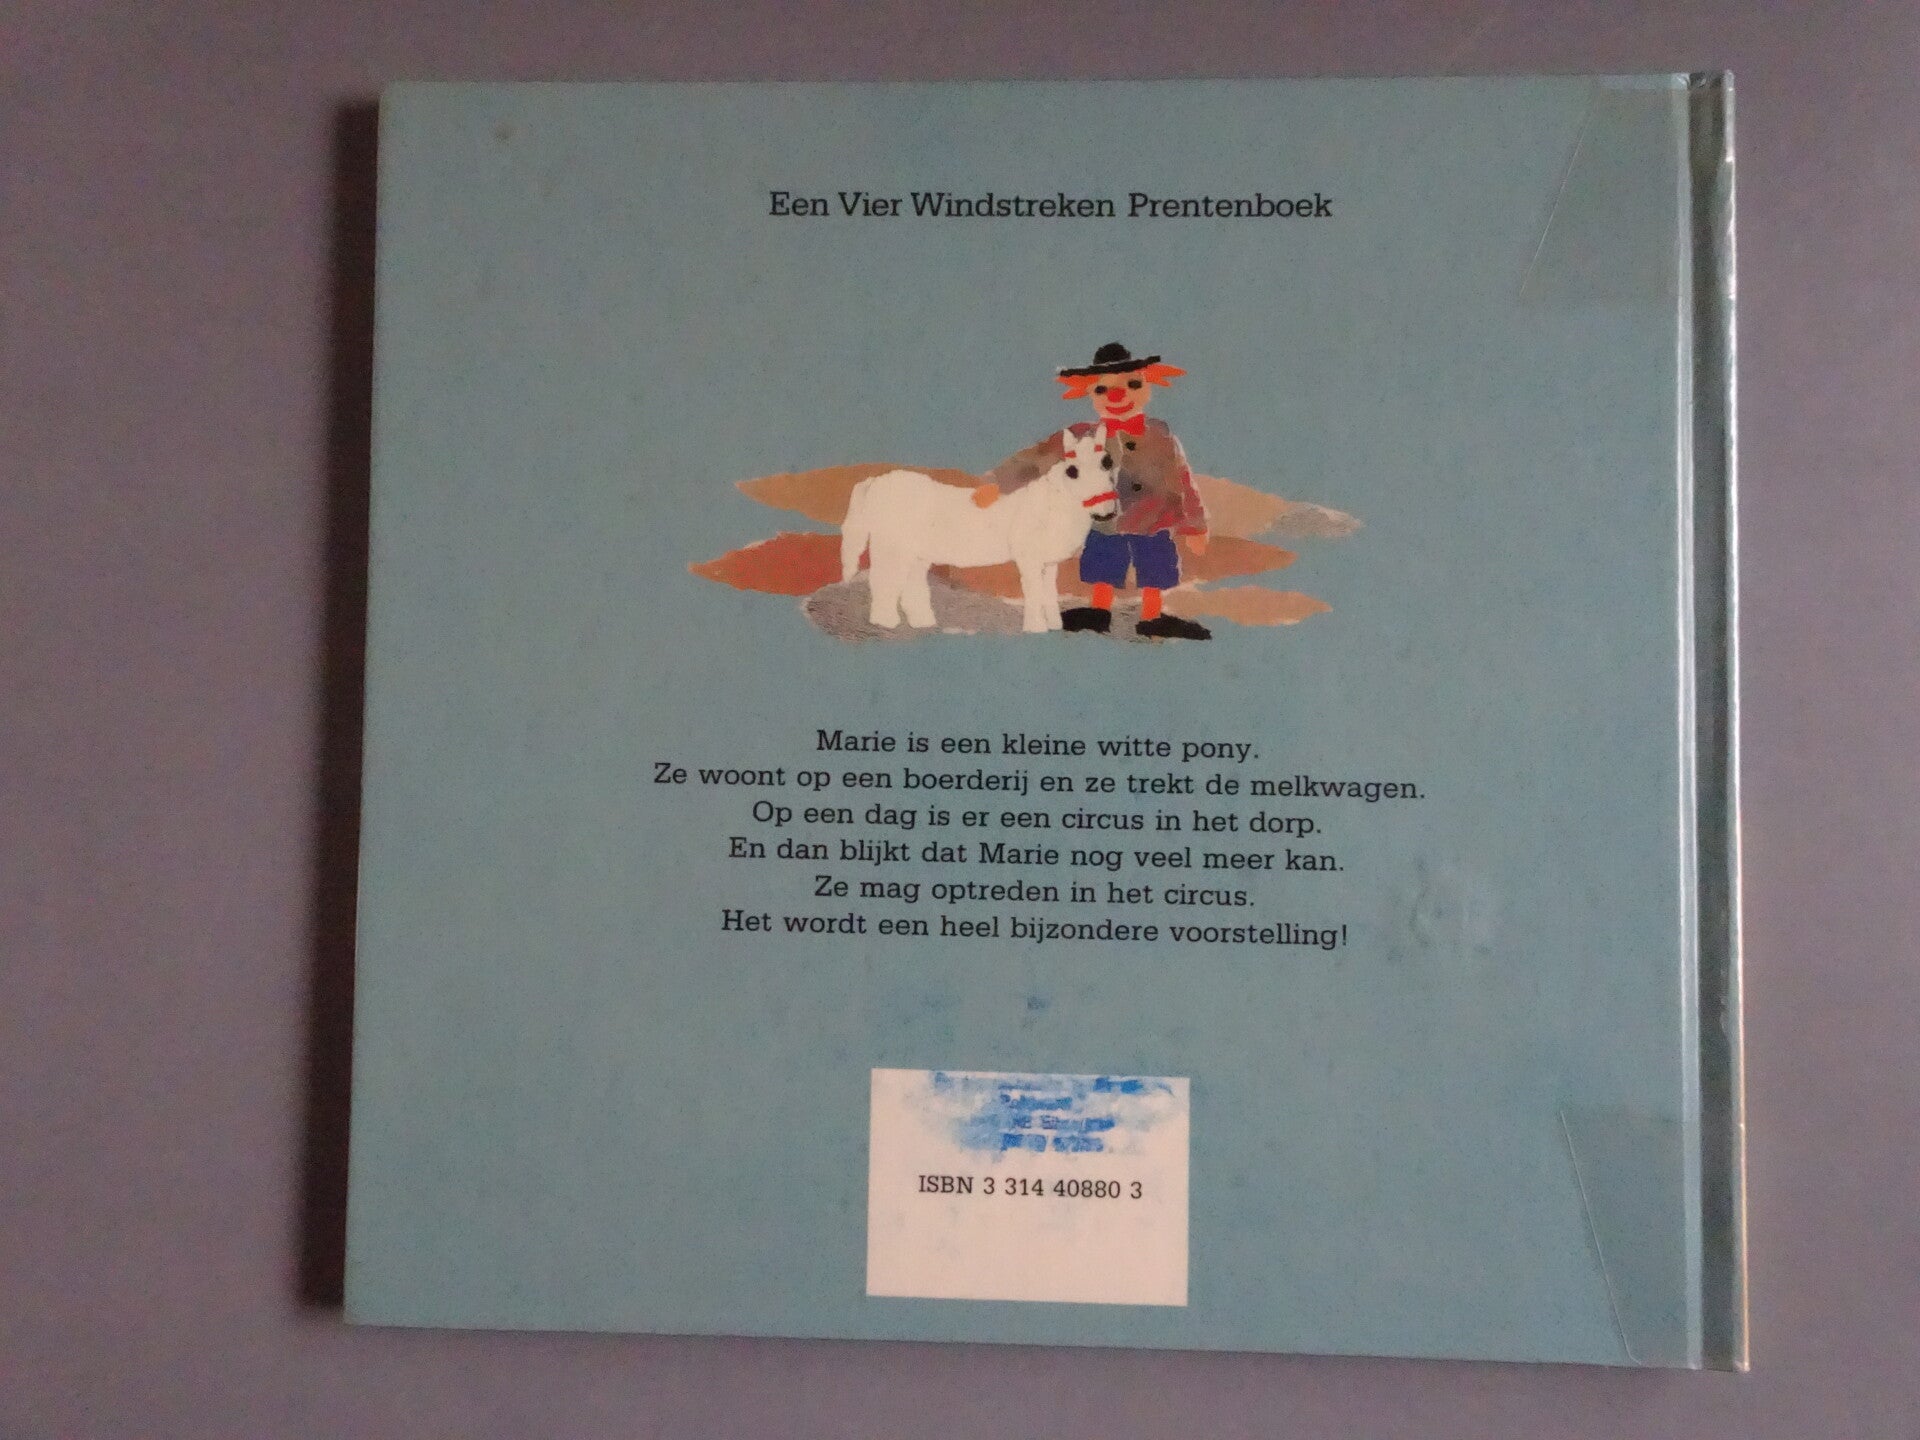 Een Vier Windstreken Prentenboek
Marie is een kleine witte pony.
Ze woont op een boerderij en ze trekt de melkwagen.
Op een dag is er een circus in het dorp.
En dan blijkt dat Marie nog veel meer kan.
Ze mag optreden in het circus.
Het wordt een heel bijzondere voorstelling!
ISBN 3 314 40880 3